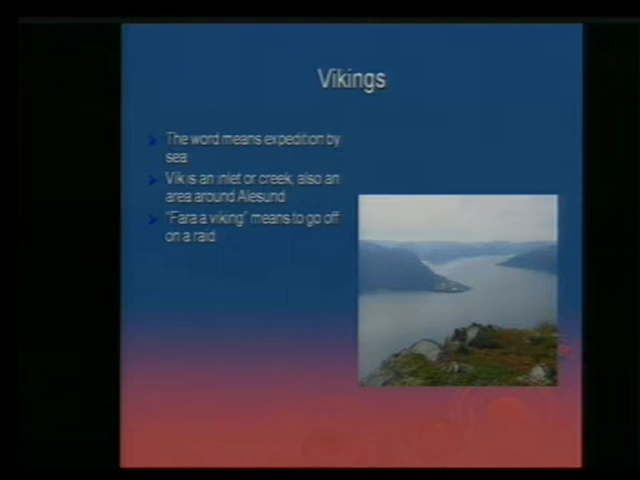 Vikings
The word means expedition by
sea
Vik is an inlet or creek, also an
area around Alesund
"Fara a viking" means to go off
on a raid.